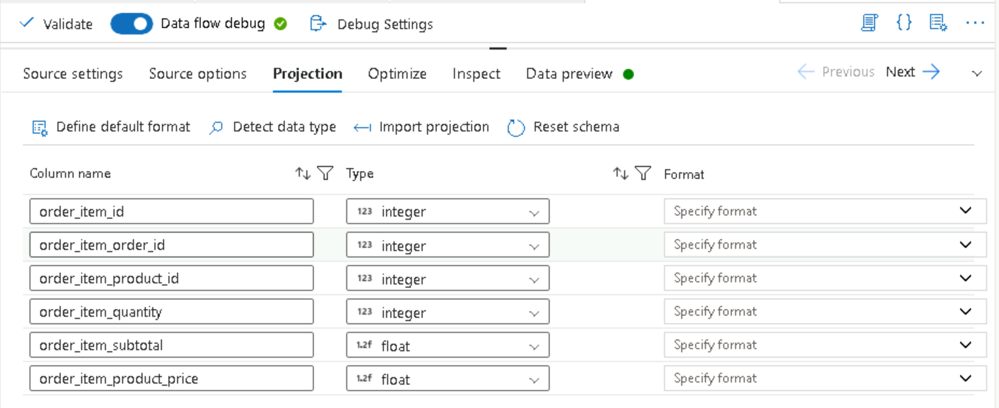 Validate Data flow debug Debug Settings {} ...
Source settings Source options Projection Optimize Inspect Data preview Previous Next
Define default format Detect data type Import projection Reset schema
Column name Type Format
order_item_id 123 integer Specify format
order_item_order_id 123 integer Specify format
order_item_product_id 123 integer Specify format
order_item_quantity 123 integer Specify format
order_item_subtotal 1.2f float Specify format
order_item_product_price 1.2f float Specify format